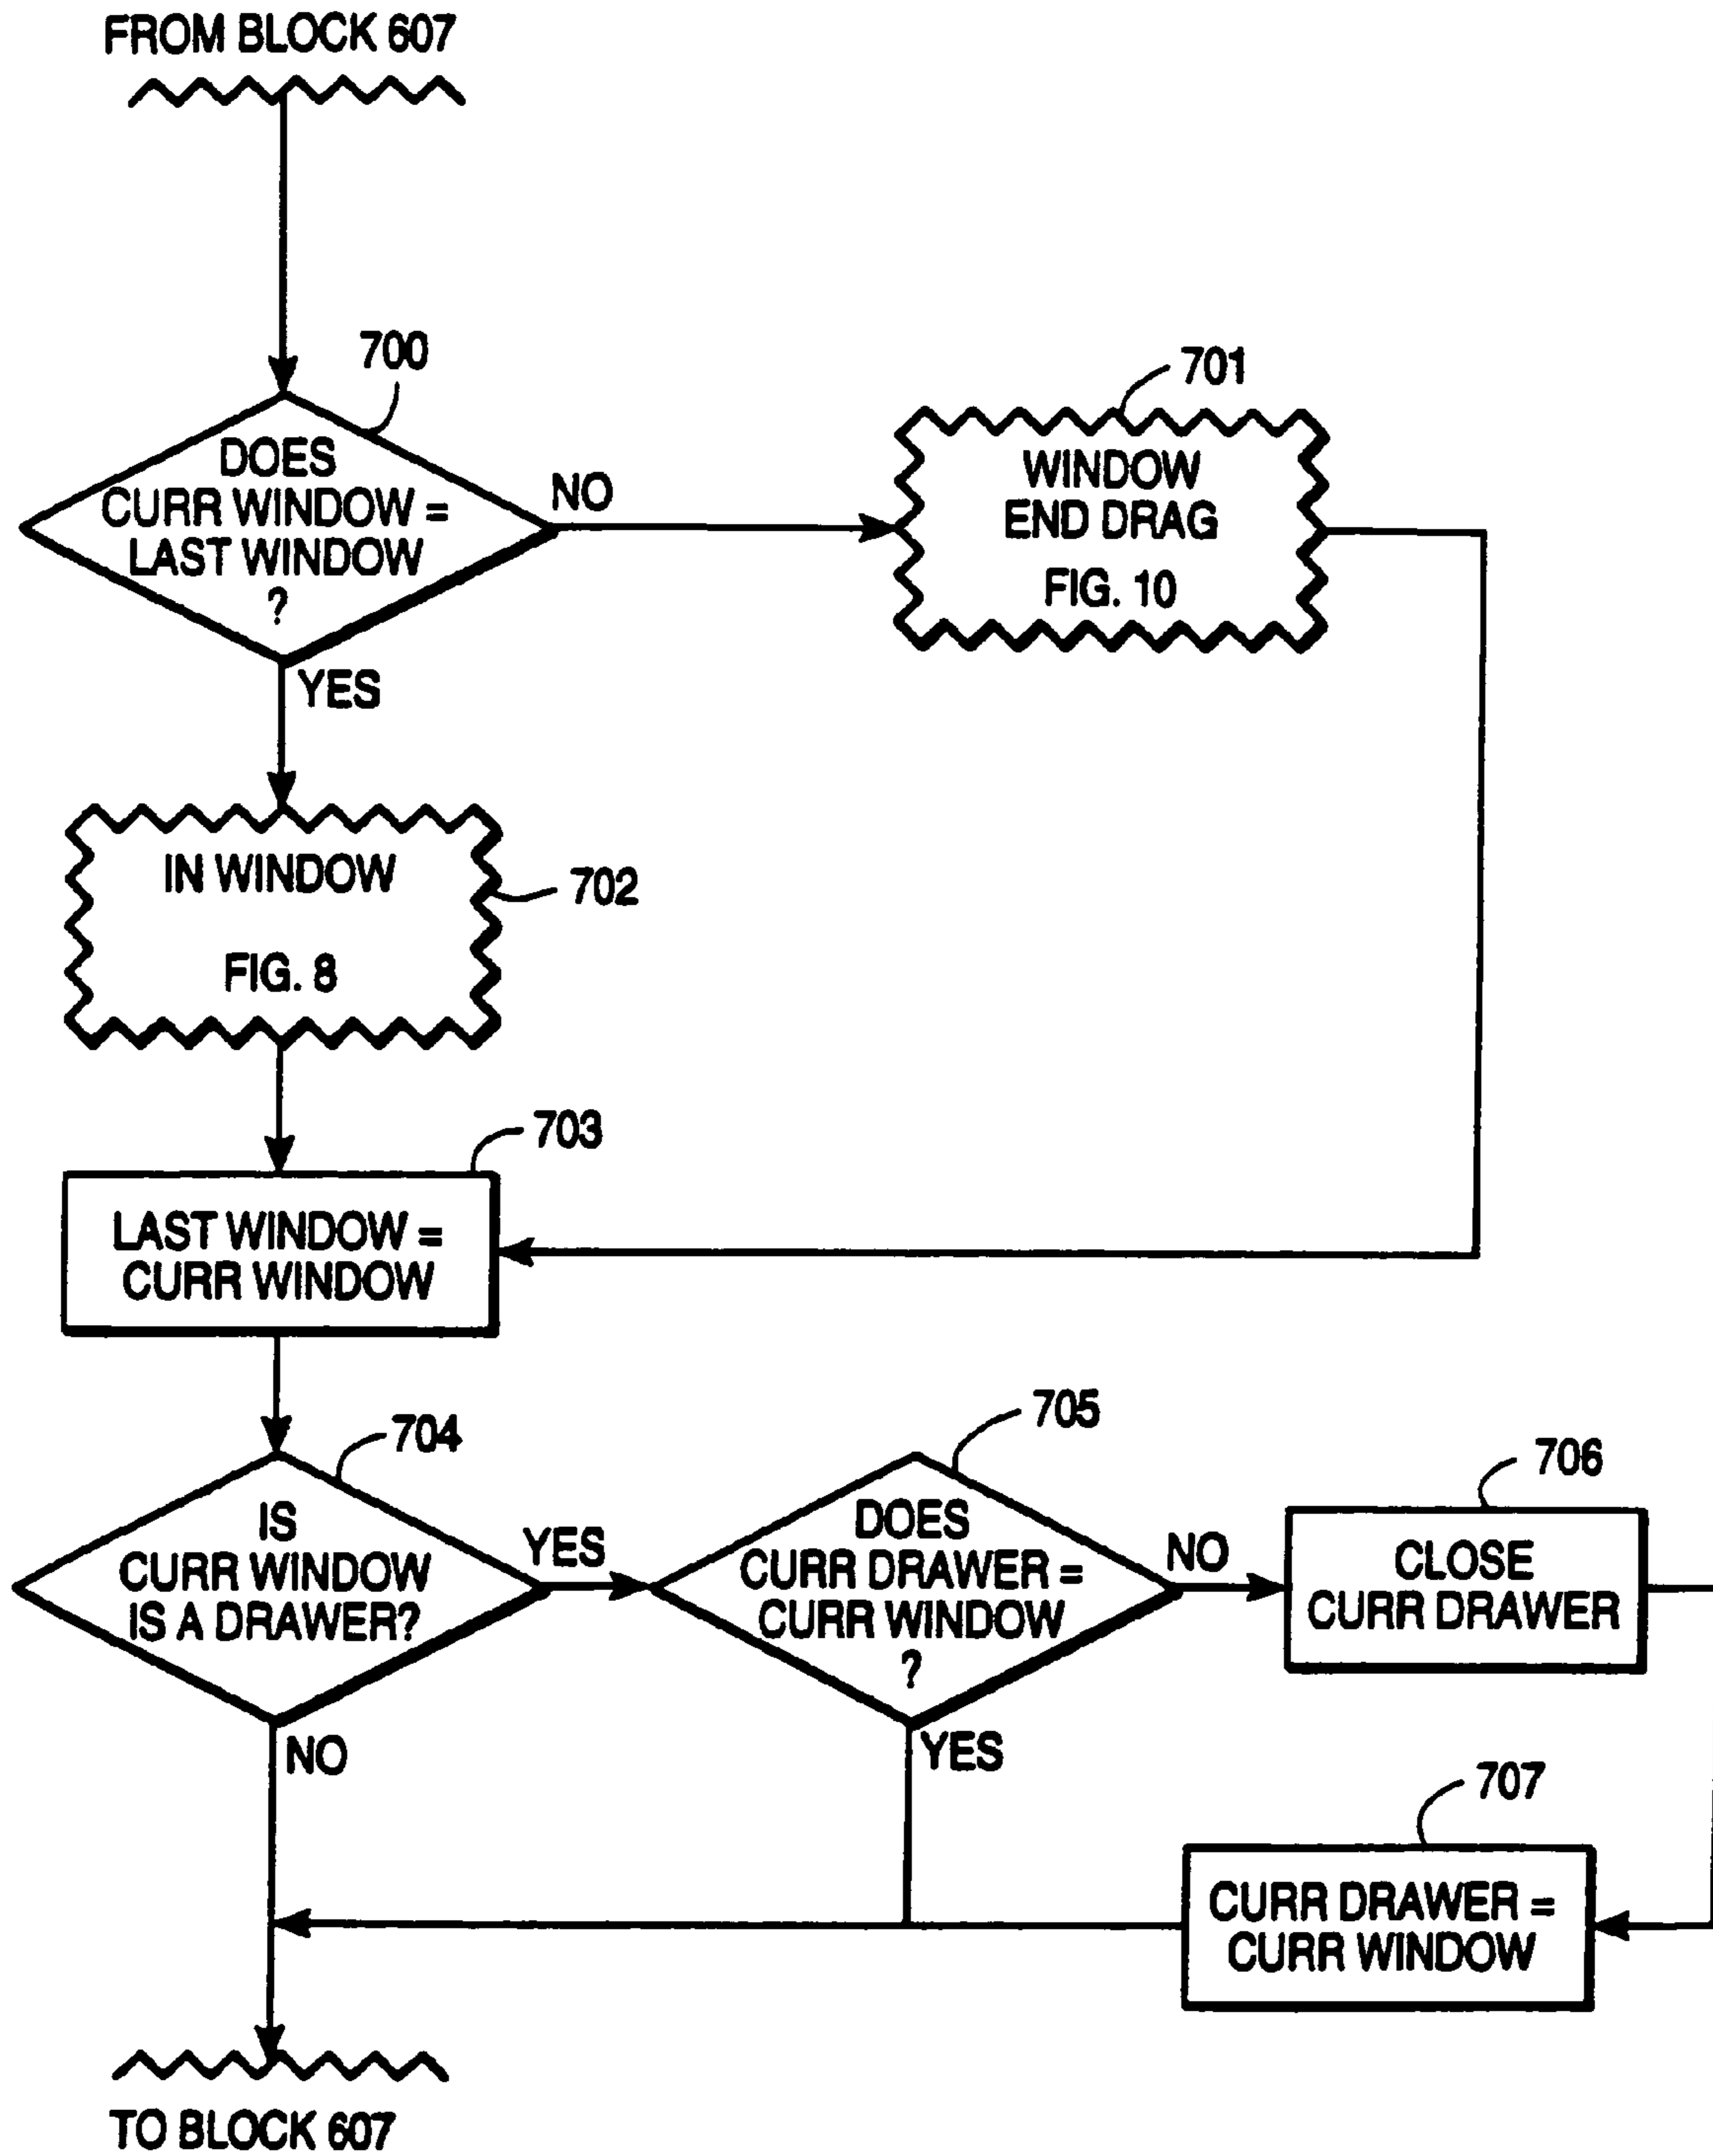 FROM BLOCK 607
700
DOES
CURR WINDOW =
LAST WINDOW
?
NO
YES
701
WINDOW
END DRAG
FIG. 10
IN WINDOW
FIG. 8
702
703
LAST WINDOW =
CURR WINDOW
704
IS
CURR WINDOW
IS A DRAWER?
YES
NO
705
DOES
CURR DRAWER =
CURR WINDOW
?
NO
YES
706
CLOSE
CURR DRAWER
707
CURR DRAWER =
CURR WINDOW
TO BLOCK 607